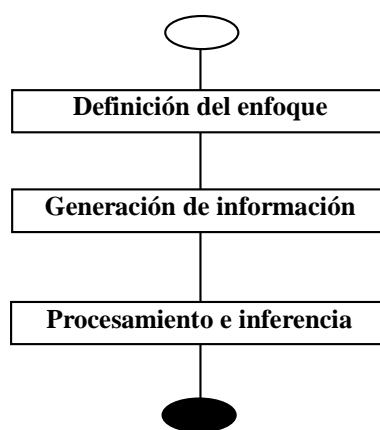 Definición del enfoque
Generación de información
Procesamiento e inferencia